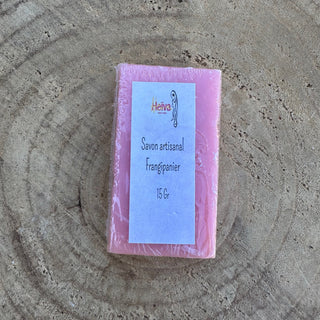 Heiva
Savon artisanal
Frangipanier
15 Gr